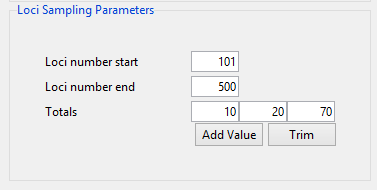 Loci Sampling Parameters
Loci number start 101
Loci number end 500
Totals 10 20 70
Add Value Trim